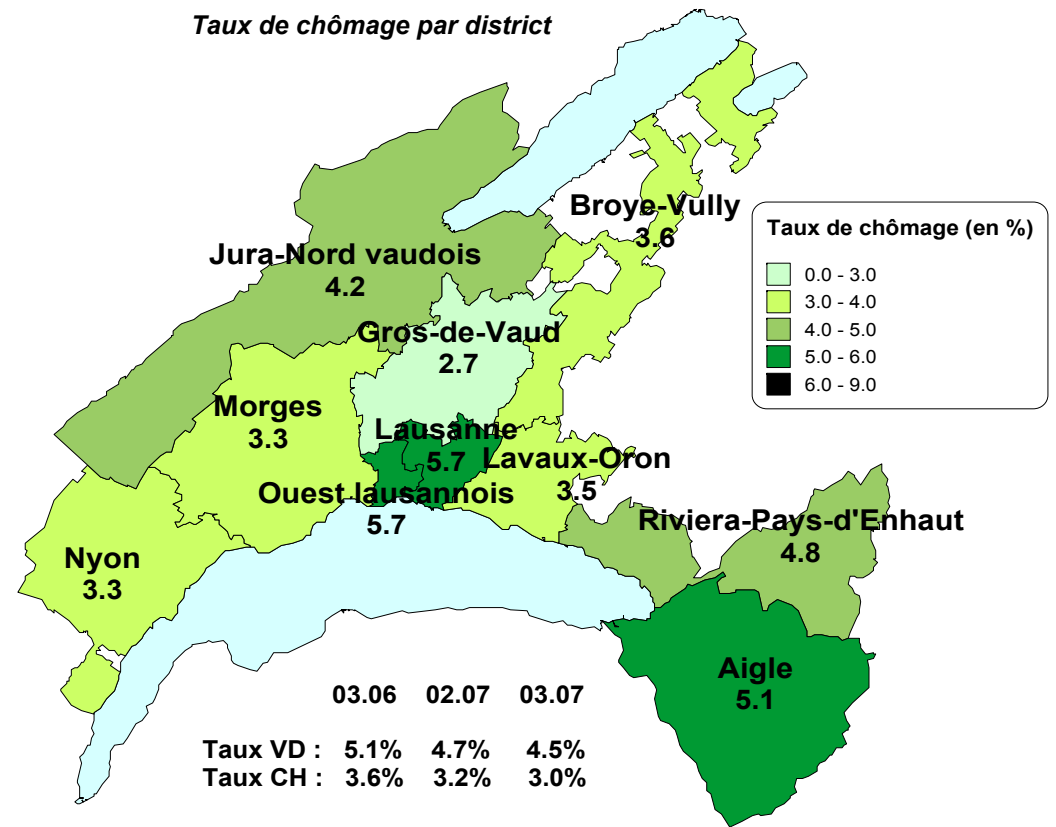 Taux de chômage par district
Broye-Vully
3.6
Taux de chômage (en %)
0.0 - 3.0
3.0 - 4.0
4.0 - 5.0
5.0 - 6.0
6.0 - 9.0
Jura-Nord vaudois
4.2
Gros-de-Vaud
2.7
Morges
3.3
Lausanne
5.7
Lavaux-Oron
3.5
Ouest lausannois
5.7
Riviera-Pays-d'Enhaut
4.8
Nyon
3.3
Aigle
5.1
03.06 02.07 03.07
Taux VD : 5.1% 4.7% 4.5%
Taux CH : 3.6% 3.2% 3.0%